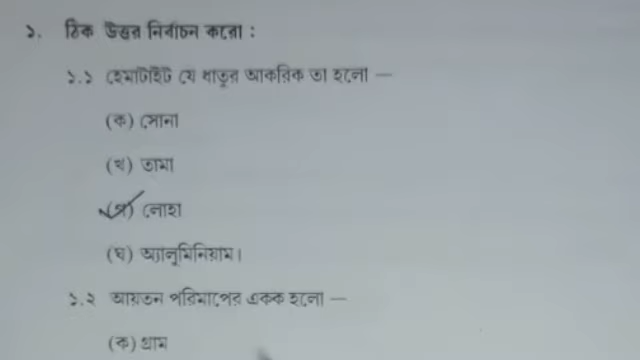 ১. ঠিক উত্তর নির্বাচন করো :
১.১ হেমাটাইট যে ধাতুর আকরিক তা হলো —
(ক) সোনা
(খ) তামা
(গ) লোহা
(ঘ) অ্যালুমিনিয়াম।
১.২ আয়তন পরিমাপের একক হলো —
(ক) গ্রাম